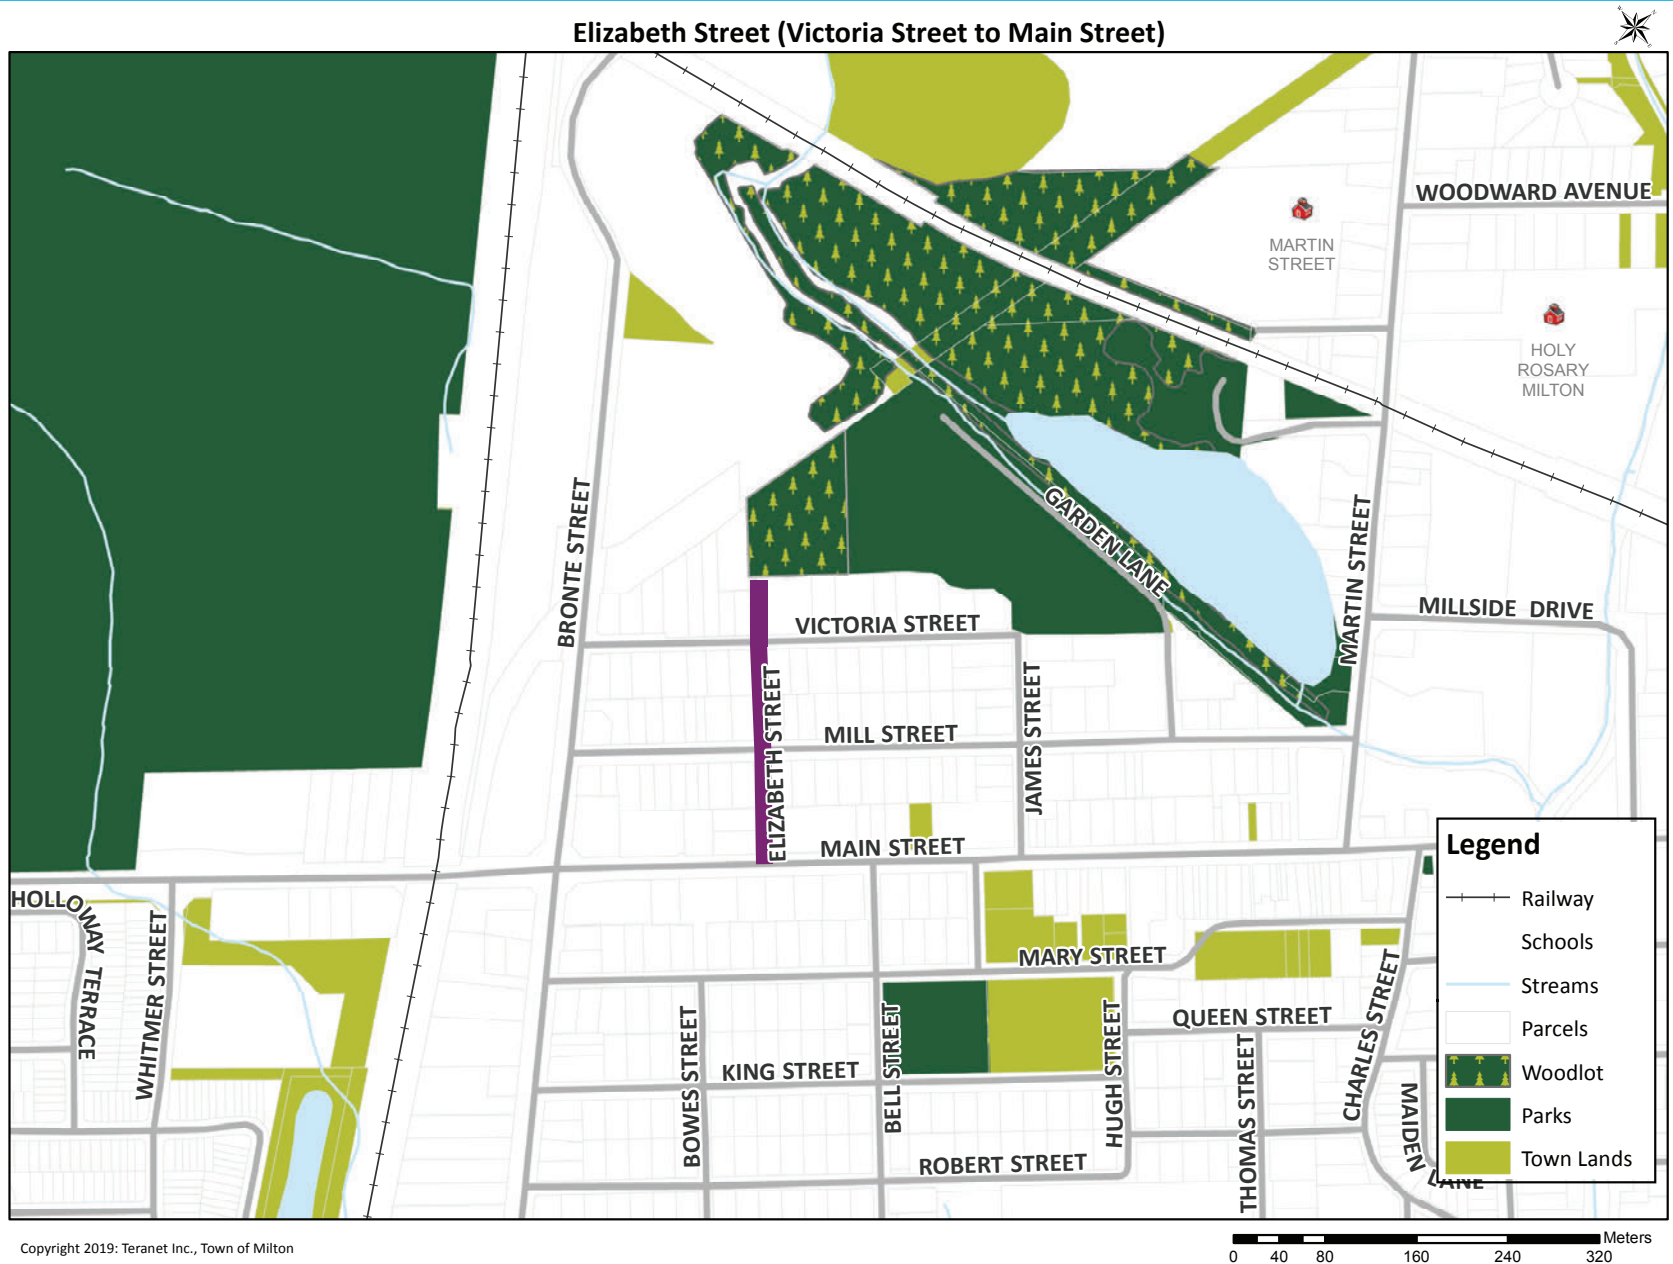 Elizabeth Street (Victoria Street to Main Street)
WOODWARD AVENUE
MARTIN
STREET
HOLY
ROSARY
MILTON
BRONTE STREET
GARDEN LANE
MARTIN STREET
MILLSIDE DRIVE
VICTORIA STREET
ELIZABETH STREET
JAMES STREET
MILL STREET
MAIN STREET
HOLLOWAY TERRACE
WHITMER STREET
MARY STREET
BOWES STREET
BELL STREET
HUGH STREET
QUEEN STREET
CHARLES STREET
KING STREET
THOMAS STREET
MAIDEN LANE
ROBERT STREET
Legend
Railway
Schools
Streams
Parcels
Woodlot
Parks
Town Lands
Copyright 2019: Teranet Inc., Town of Milton
Meters
0 40 80 160 240 320